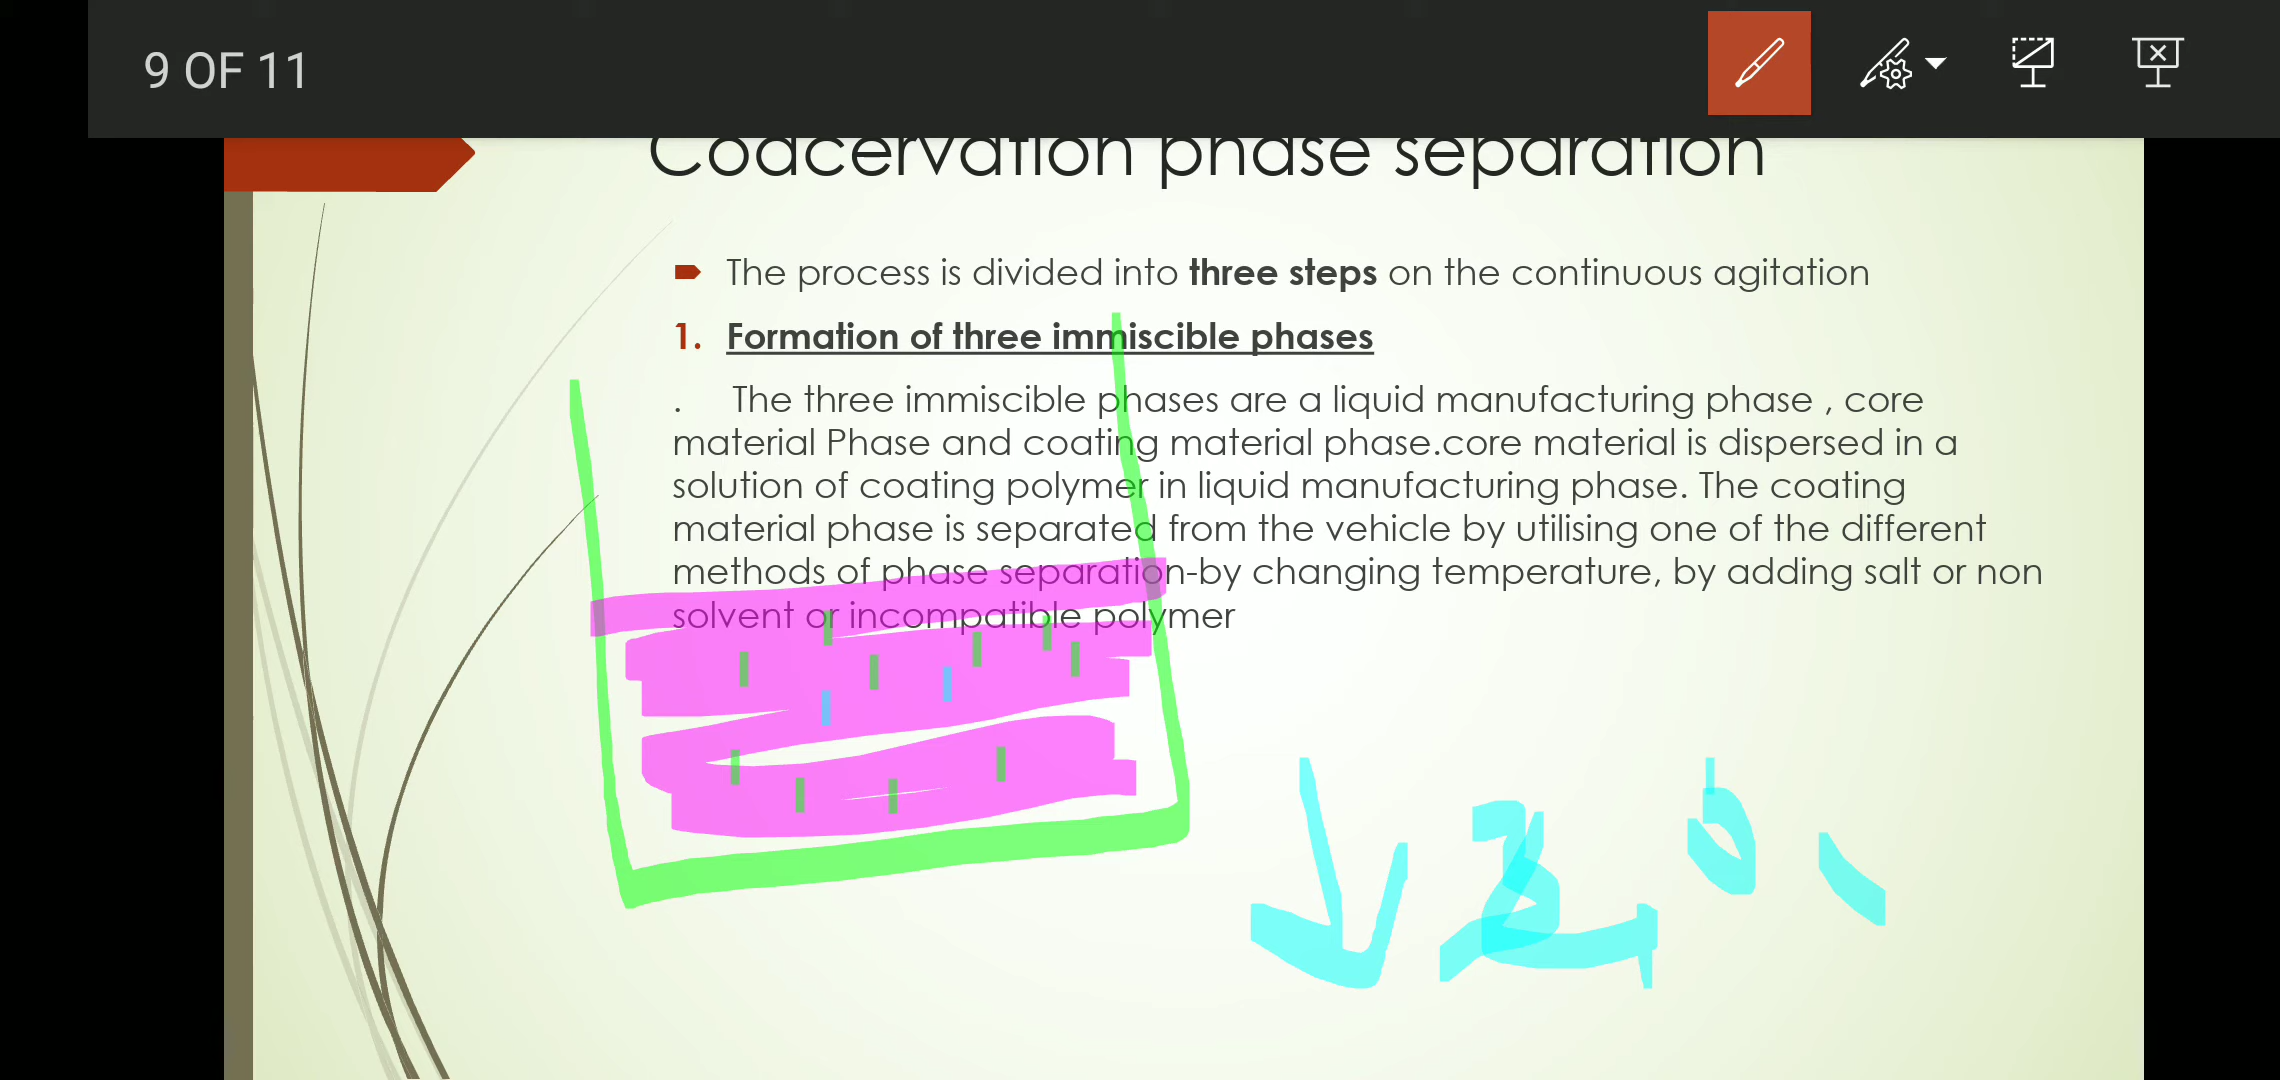 9 OF 11
Coacervation phase separation
The process is divided into three steps on the continuous agitation
1. Formation of three immiscible phases
. The three immiscible phases are a liquid manufacturing phase , core
material Phase and coating material phase.core material is dispersed in a
solution of coating polymer in liquid manufacturing phase. The coating
material phase is separated from the vehicle by utilising one of the different
methods of phase separation-by changing temperature, by adding salt or non
solvent or incompatible polymer